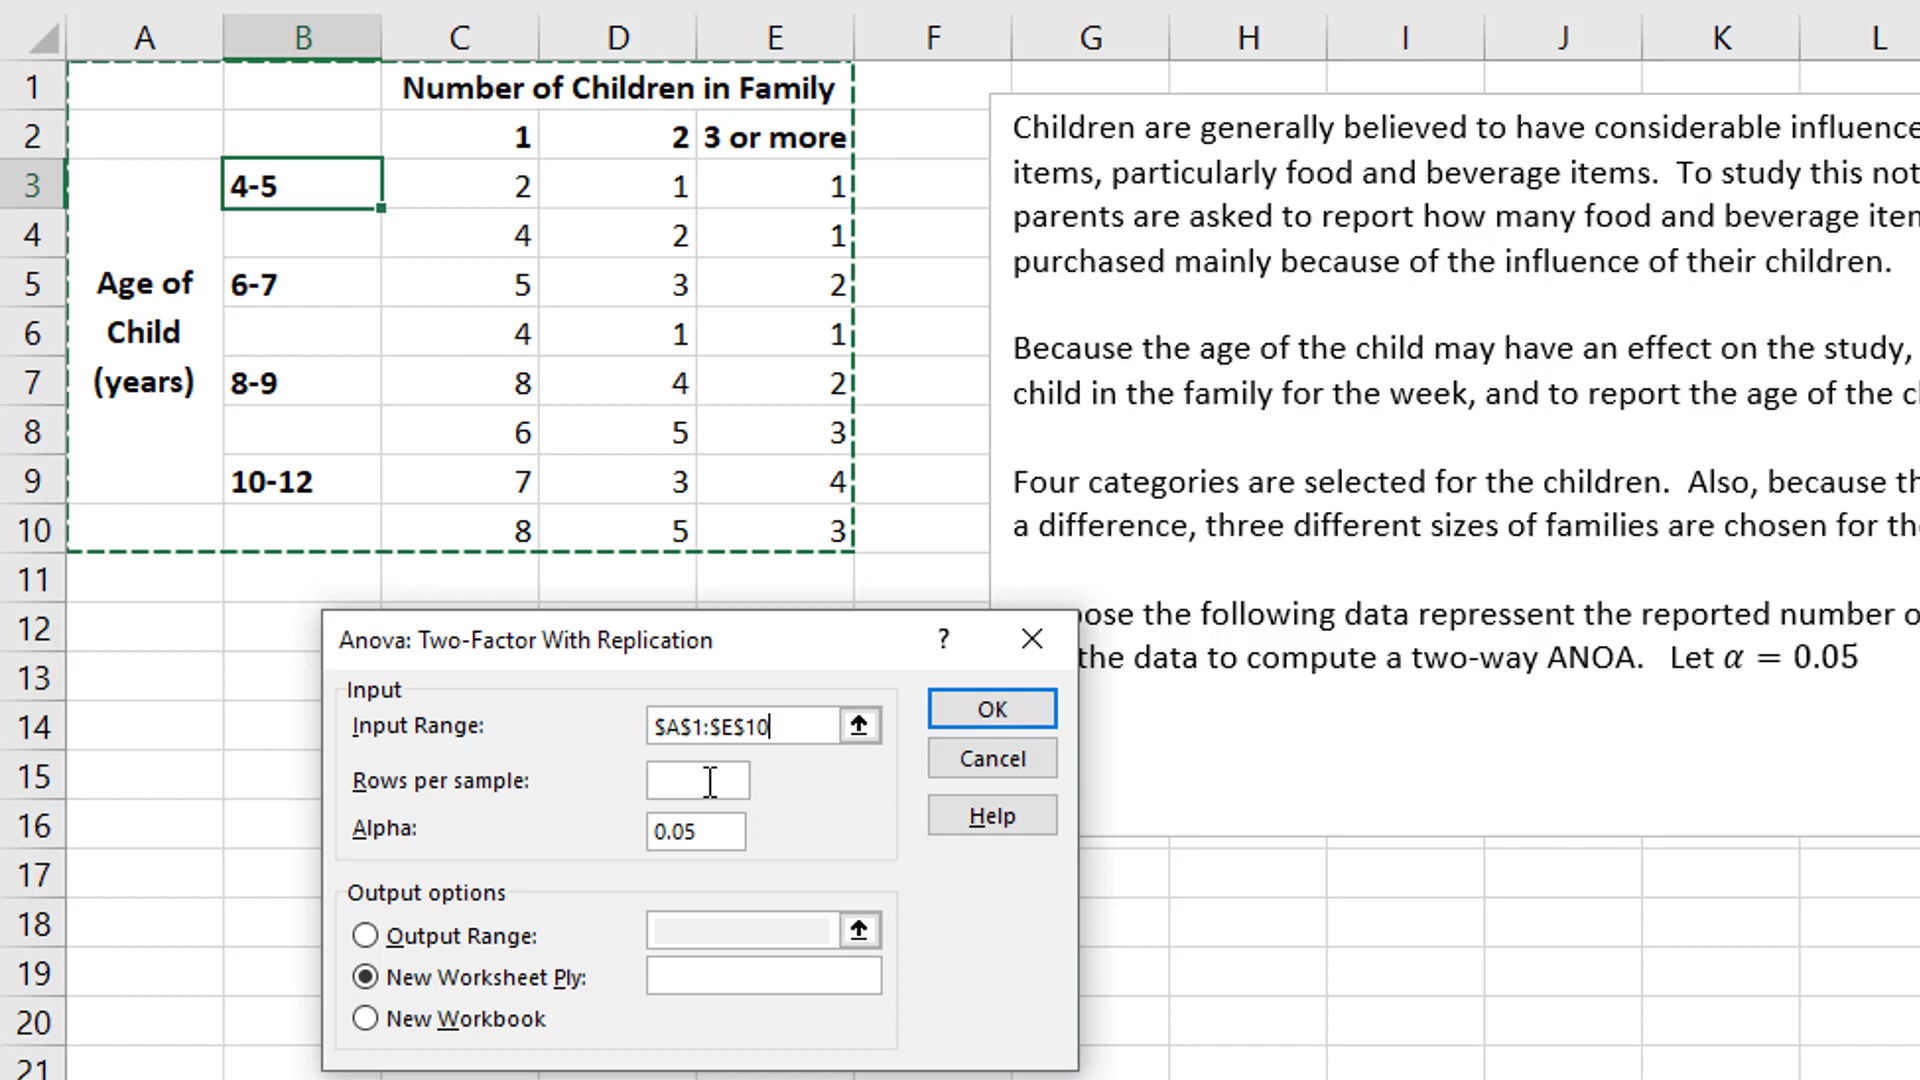 A B C D E F G H I J K L
1 Number of Children in Family
2 1 2 3 or more
3 4-5 2 1 1
4 4 2 1
5 Age of 6-7 5 3 2
6 Child 4 1 1
7 (years) 8-9 8 4 2
8 6 5 3
9 10-12 7 3 4
10 8 5 3
11
12
13
14
15
16
17
18
19
20
21
Children are generally believed to have considerable influence
items, particularly food and beverage items. To study this not
parents are asked to report how many food and beverage iten
purchased mainly because of the influence of their children.
Because the age of the child may have an effect on the study,
child in the family for the week, and to report the age of the c
Four categories are selected for the children. Also, because th
a difference, three different sizes of families are chosen for the
ose the following data repressent the reported number o
the data to compute a two-way ANOA. Let α = 0.05
Anova: Two-Factor With Replication ?
Input
Input Range: $A$1:$E$10
Rows per sample:
Alpha: 0.05
OK
Cancel
Help
Output options
Output Range:
New Worksheet Ply:
New Workbook